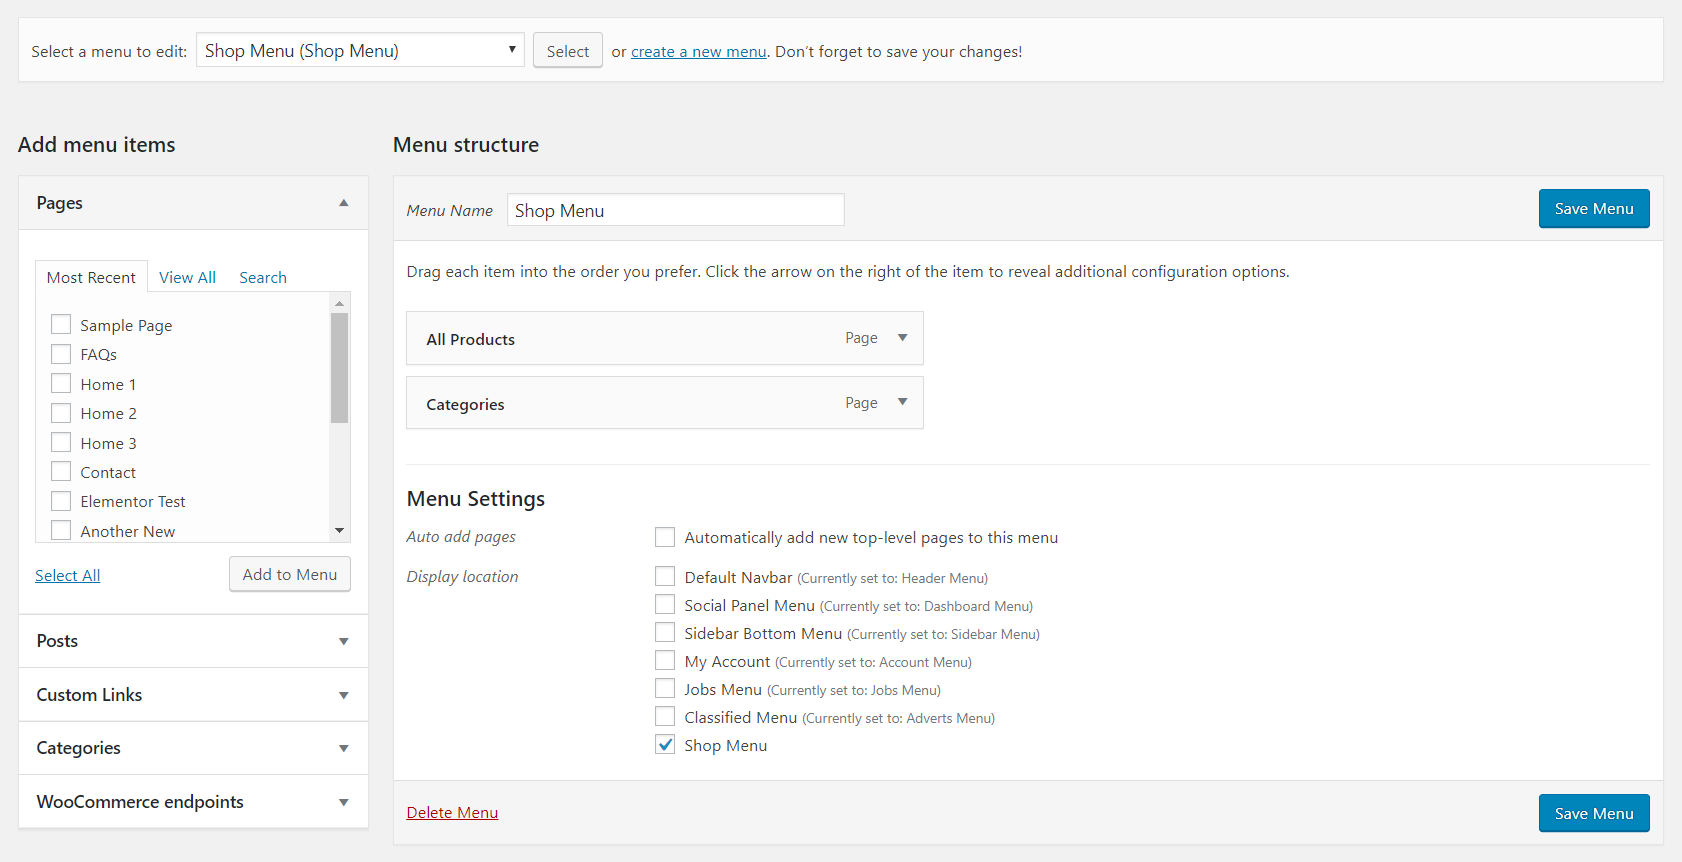 Select a menu to edit: Shop Menu (Shop Menu) Select or create a new menu. Don't forget to save your changes!
Add menu items
Pages
Most Recent View All Search
Sample Page
FAQs
Home 1
Home 2
Home 3
Contact
Elementor Test
Another New
Select All Add to Menu
Posts
Custom Links
Categories
WooCommerce endpoints
Menu structure
Menu Name Shop Menu Save Menu
Drag each item into the order you prefer. Click the arrow on the right of the item to reveal additional configuration options.
All Products Page
Categories Page
Menu Settings
Auto add pages Automatically add new top-level pages to this menu
Display location Default Navbar (Currently set to: Header Menu)
Social Panel Menu (Currently set to: Dashboard Menu)
Sidebar Bottom Menu (Currently set to: Sidebar Menu)
My Account (Currently set to: Account Menu)
Jobs Menu (Currently set to: Jobs Menu)
Classified Menu (Currently set to: Adverts Menu)
Shop Menu
Delete Menu Save Menu